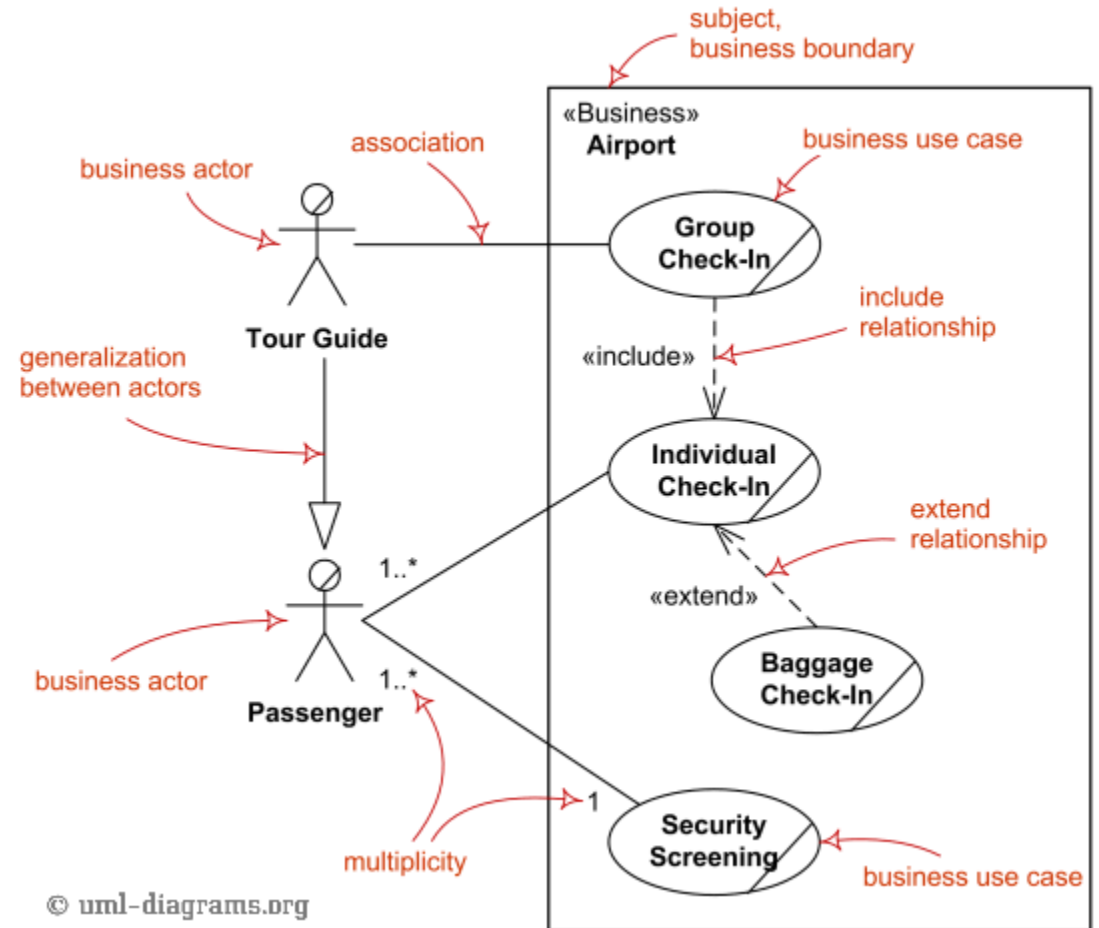 subject,
business boundary
«Business»
Airport
business use case
association
business actor
Group
Check-In
Tour Guide
include
relationship
«include»
generalization
between actors
Individual
Check-In
extend
relationship
1..*
«extend»
business actor
1..*
Passenger
Baggage
Check-In
1
multiplicity
Security
Screening
business use case
© uml-diagrams.org